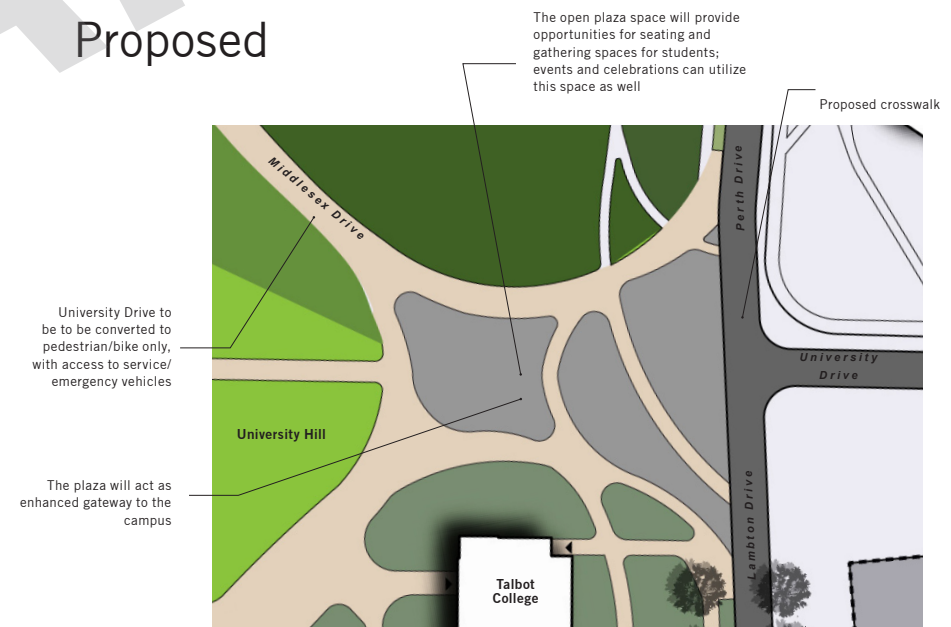 Proposed
The open plaza space will provide
opportunities for seating and
gathering spaces for students;
events and celebrations can utilize
this space as well
Proposed crosswalk
Middlesex Drive
Perth Drive
University Drive to
be to be converted to
pedestrian/bike only,
with access to service/
emergency vehicles
University
Drive
University Hill
The plaza will act as
enhanced gateway to the
campus
Lambton Drive
Talbot
College